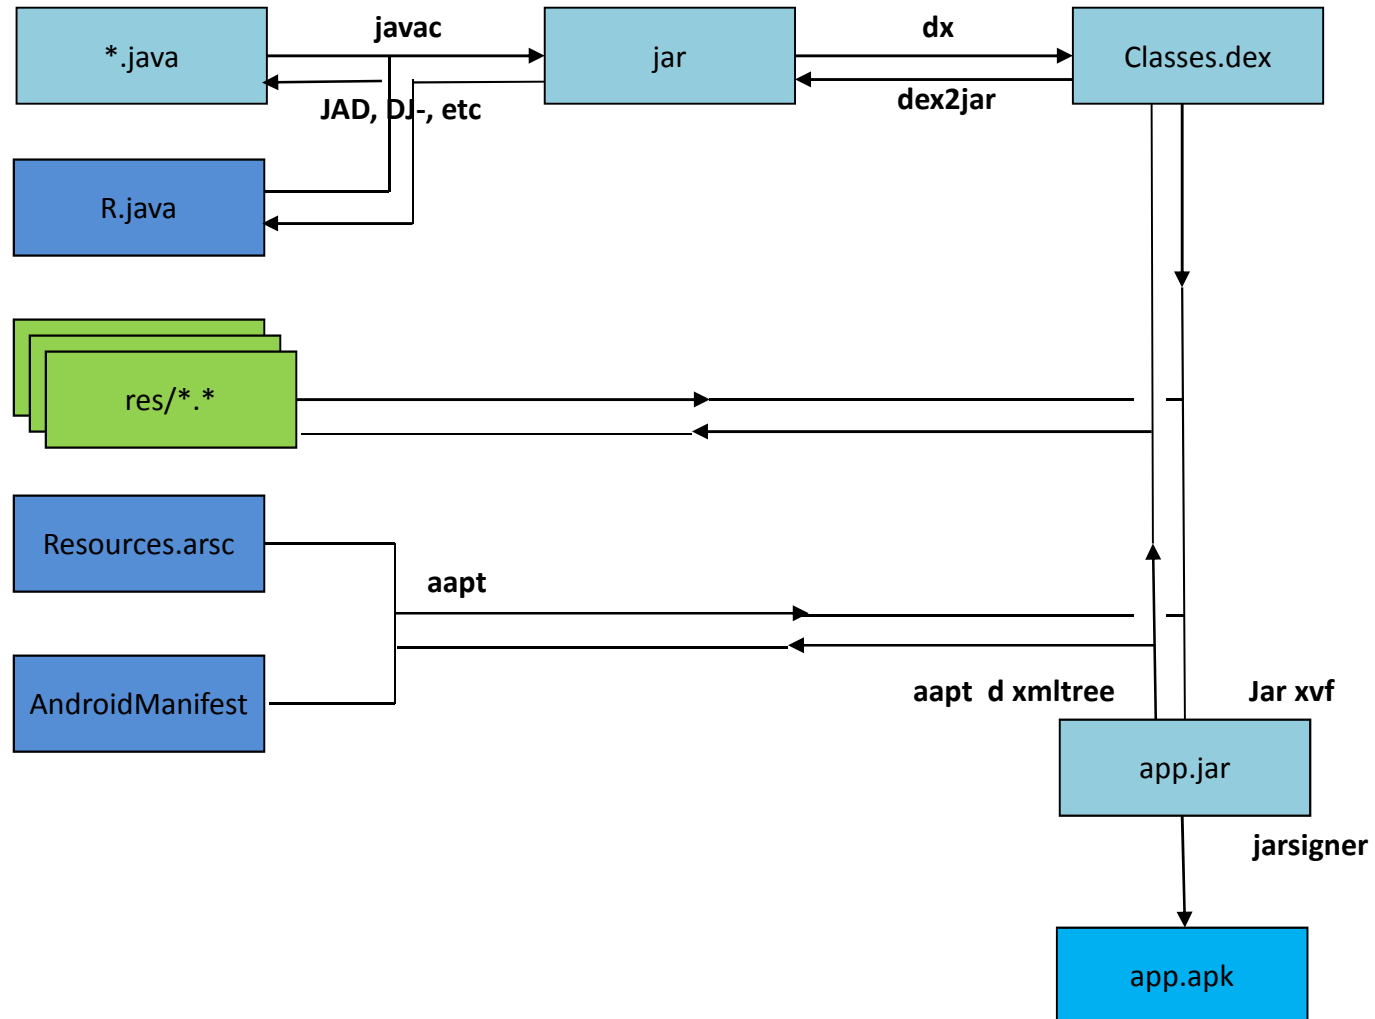 javac
dx
*.java
jar
Classes.dex
JAD, DJ-, etc
dex2jar
R.java
res/*.*
Resources.arsc
aapt
AndroidManifest
aapt d xmltree
Jar xvf
app.jar
jarsigner
app.apk